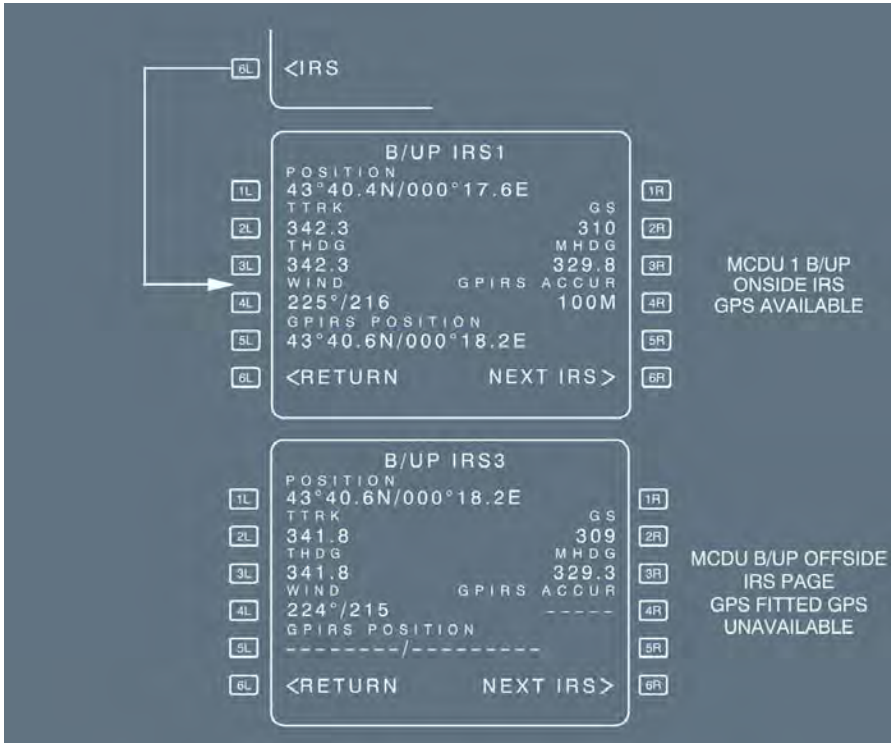 6L <IRS
B/UP IRS1
POSITION
1L 43°40.4N/000°17.6E 1R
TTRK GS
2L 342.3 310 2R
THDG MHDG
3L 342.3 329.8 3R
WIND GPIRS ACCUR
4L 225°/216 100M 4R
GPIRS POSITION
5L 43°40.6N/000°18.2E 5R
6L <RETURN NEXT IRS> 6R
MCDU 1 B/UP
ONSIDE IRS
GPS AVAILABLE
B/UP IRS3
POSITION
1L 43°40.6N/000°18.2E 1R
TTRK GS
2L 341.8 309 2R
THDG MHDG
3L 341.8 329.3 3R
WIND GPIRS ACCUR
4L 224°/215 ----- 4R
GPIRS POSITION
5L --------/--------- 5R
6L <RETURN NEXT IRS> 6R
MCDU B/UP OFFSIDE
IRS PAGE
GPS FITTED GPS
UNAVAILABLE